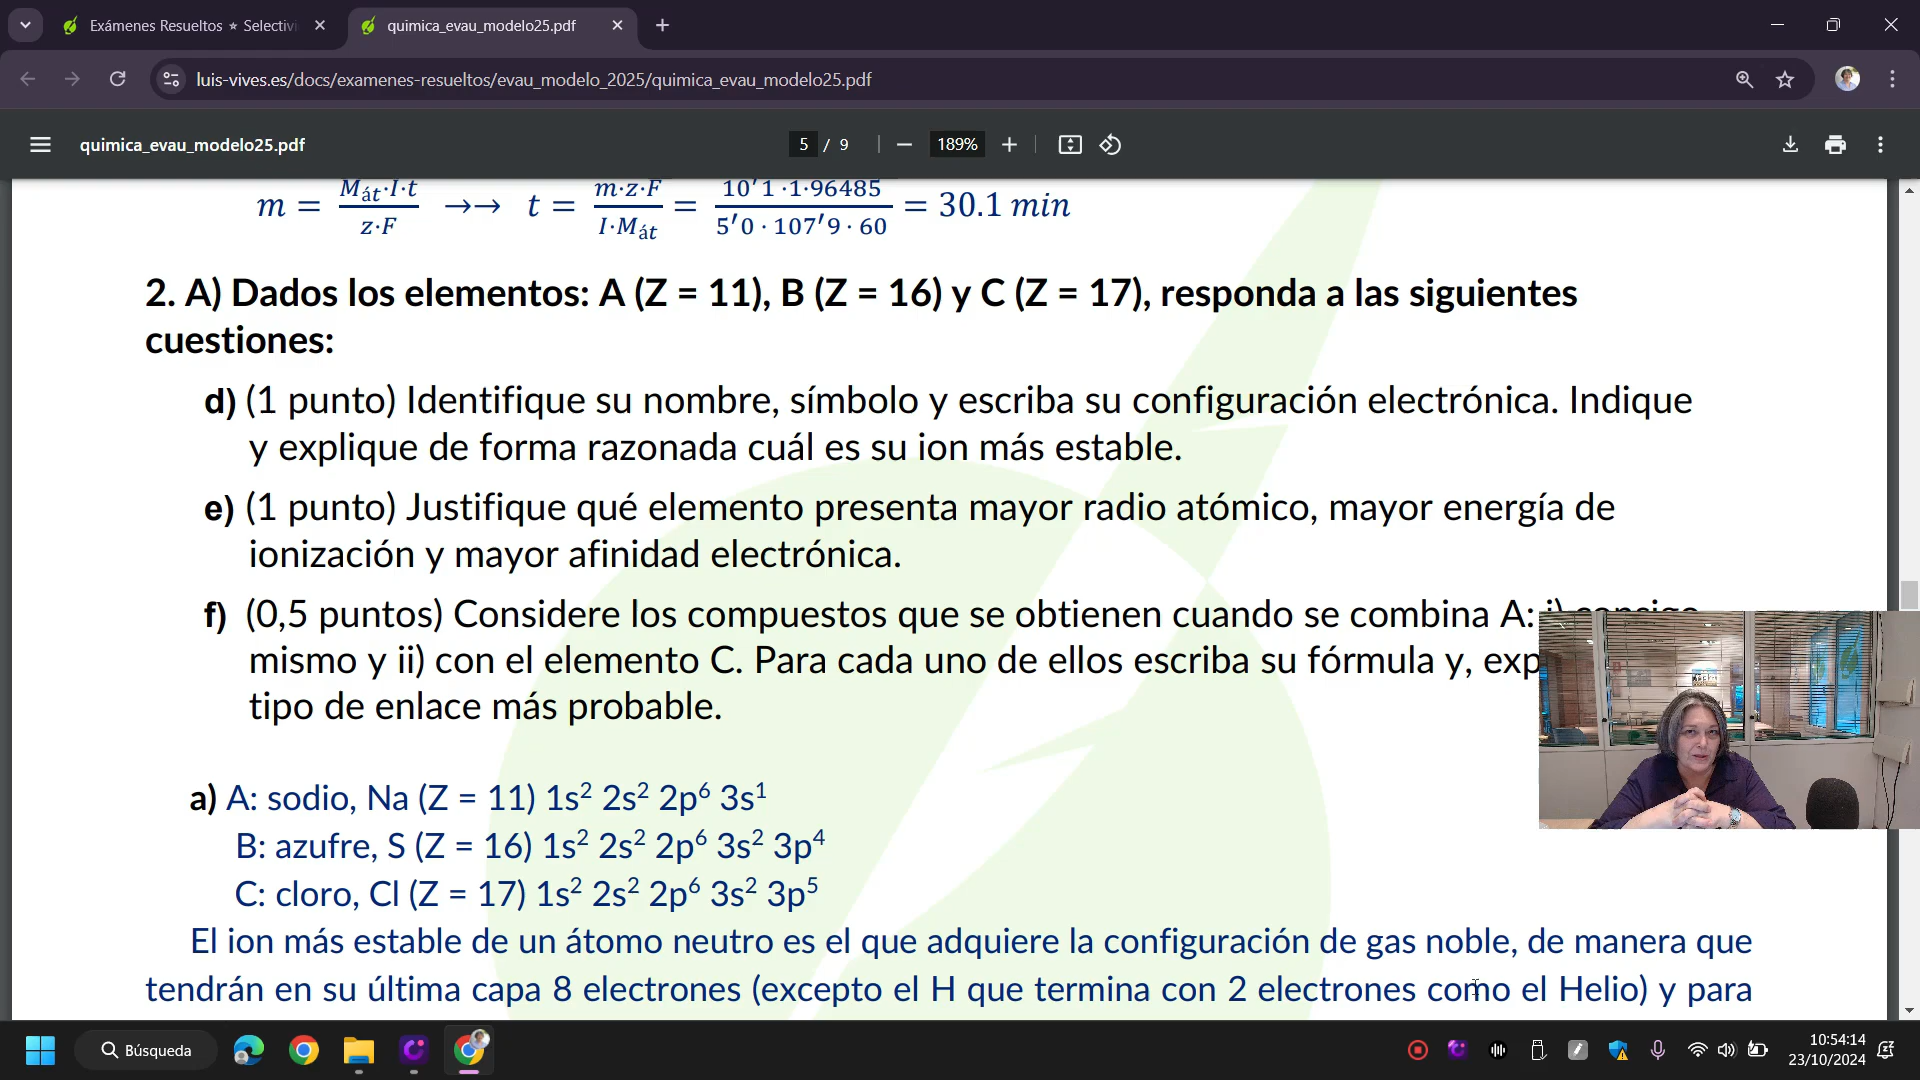 Exámenes Resueltos ★ Selectivi
quimica_evau_modelo25.pdf
luis-vives.es/docs/examenes-resueltos/evau_modelo_2025/quimica_evau_modelo25.pdf
quimica_evau_modelo25.pdf
5 / 9
189%
m = Mát·I·t / z·F →→ t = m·z·F / I·Mát = 10′1 ·1·96485 / 5′0 · 107′9 · 60 = 30.1 min
2. A) Dados los elementos: A (Z = 11), B (Z = 16) y C (Z = 17), responda a las siguientes
cuestiones:
d) (1 punto) Identifique su nombre, símbolo y escriba su configuración electrónica. Indique
y explique de forma razonada cuál es su ion más estable.
e) (1 punto) Justifique qué elemento presenta mayor radio atómico, mayor energía de
ionización y mayor afinidad electrónica.
f) (0,5 puntos) Considere los compuestos que se obtienen cuando se combina A: i) consigo
mismo y ii) con el elemento C. Para cada uno de ellos escriba su fórmula y, exp
tipo de enlace más probable.
a) A: sodio, Na (Z = 11) 1s² 2s² 2p⁶ 3s¹
B: azufre, S (Z = 16) 1s² 2s² 2p⁶ 3s² 3p⁴
C: cloro, Cl (Z = 17) 1s² 2s² 2p⁶ 3s² 3p⁵
El ion más estable de un átomo neutro es el que adquiere la configuración de gas noble, de manera que
tendrán en su última capa 8 electrones (excepto el H que termina con 2 electrones como el Helio) y para
Búsqueda
10:54:14
23/10/2024